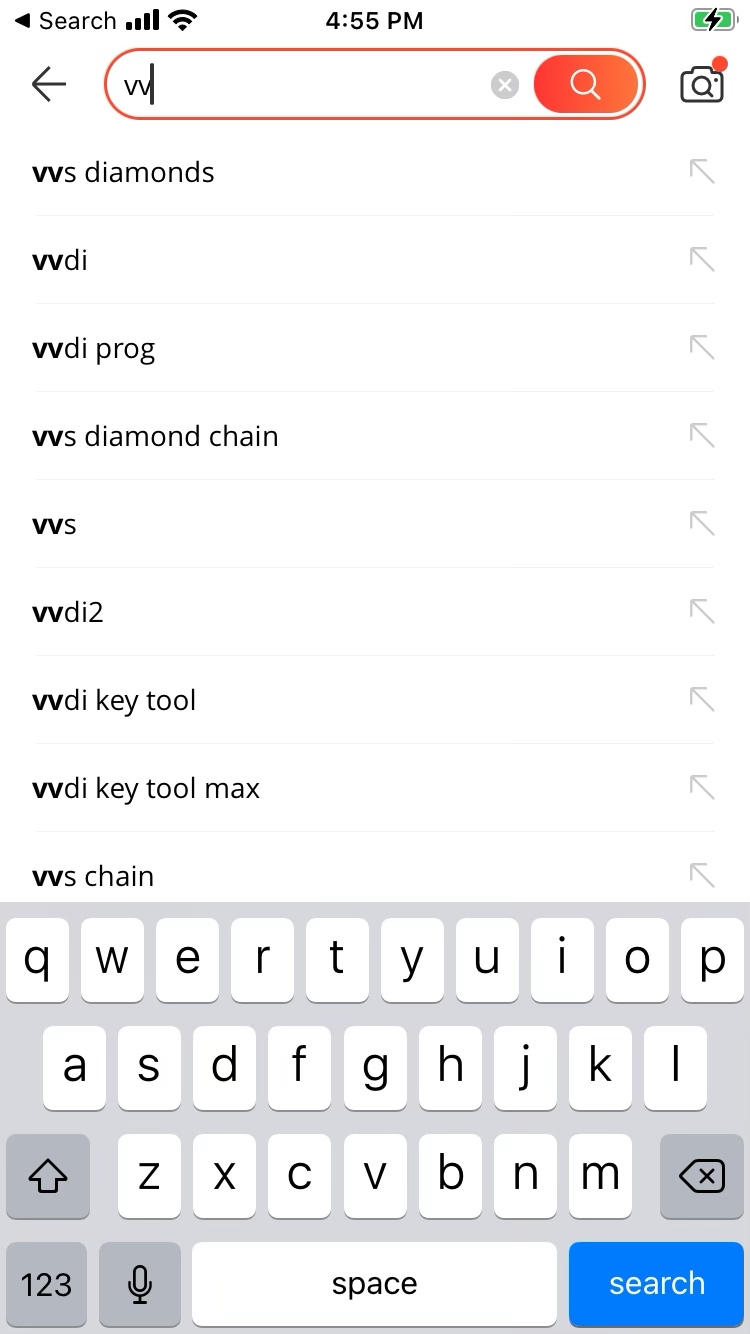 Search 4:55 PM
vv
vvs diamonds
vvdi
vvdi prog
vvs diamond chain
vvs
vvdi2
vvdi key tool
vvdi key tool max
vvs chain
q w e r t y u i o p
a s d f g h j k l
z x c v b n m
123 space search